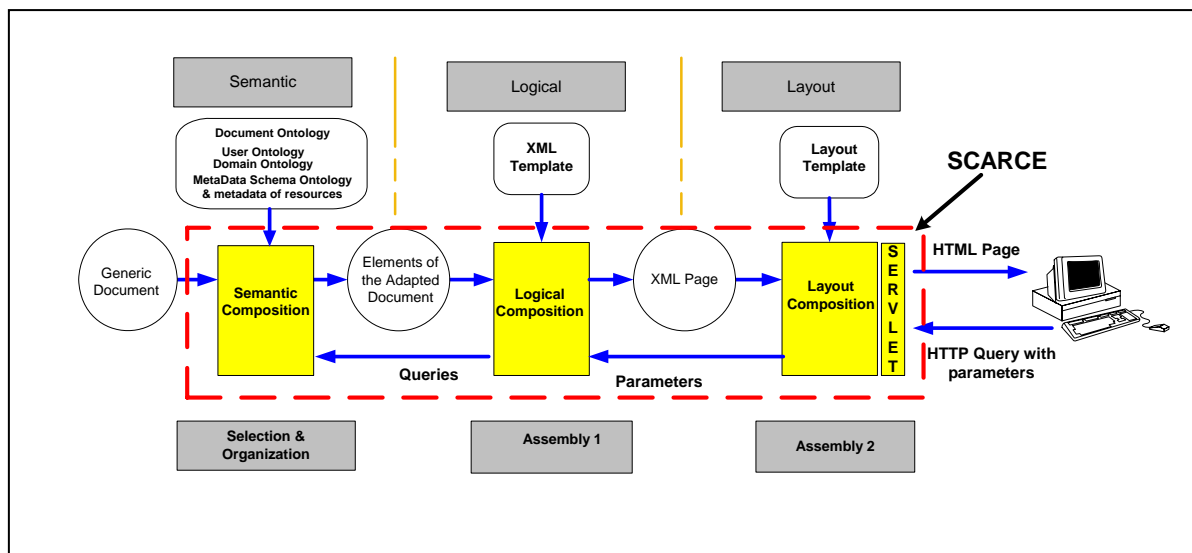 Semantic
Logical
Layout
Document Ontology
User Ontology
Domain Ontology
MetaData Schema Ontology
& metadata of resources
XML
Template
Layout
Template
SCARCE
Generic
Document
Semantic
Composition
Elements of
the Adapted
Document
Logical
Composition
XML Page
Layout
Composition
SERVLET
HTML Page
HTTP Query with
parameters
Queries
Parameters
Selection &
Organization
Assembly 1
Assembly 2